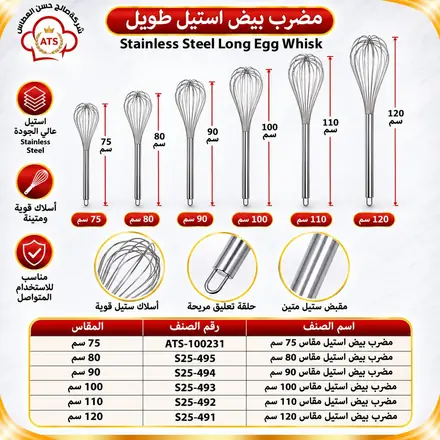 شركة صالح حسن العطاس
ATS
مضرب بيض استيل طويل
Stainless Steel Long Egg Whisk
استيل
عالي الجودة
Stainless
Steel
أسلاك قوية
ومتينة
مناسب
للاستخدام
المتواصل
75 سم
80 سم
90 سم
100 سم
110 سم
120 سم
75 سم
80 سم
90 سم
100 سم
110 سم
120 سم
أسلاك ستيل قوية
حلقة تعليق مريحة
مقبض ستيل متين
اسم الصنف رقم الصنف المقاس
مضرب بيض استيل مقاس 75 سم ATS-100231 75 سم
مضرب بيض استيل مقاس 80 سم S25-495 80 سم
مضرب بيض استيل مقاس 90 سم S25-494 90 سم
مضرب بيض استيل مقاس 100 سم S25-493 100 سم
مضرب بيض استيل مقاس 110 سم S25-492 110 سم
مضرب بيض استيل مقاس 120 سم S25-491 120 سم